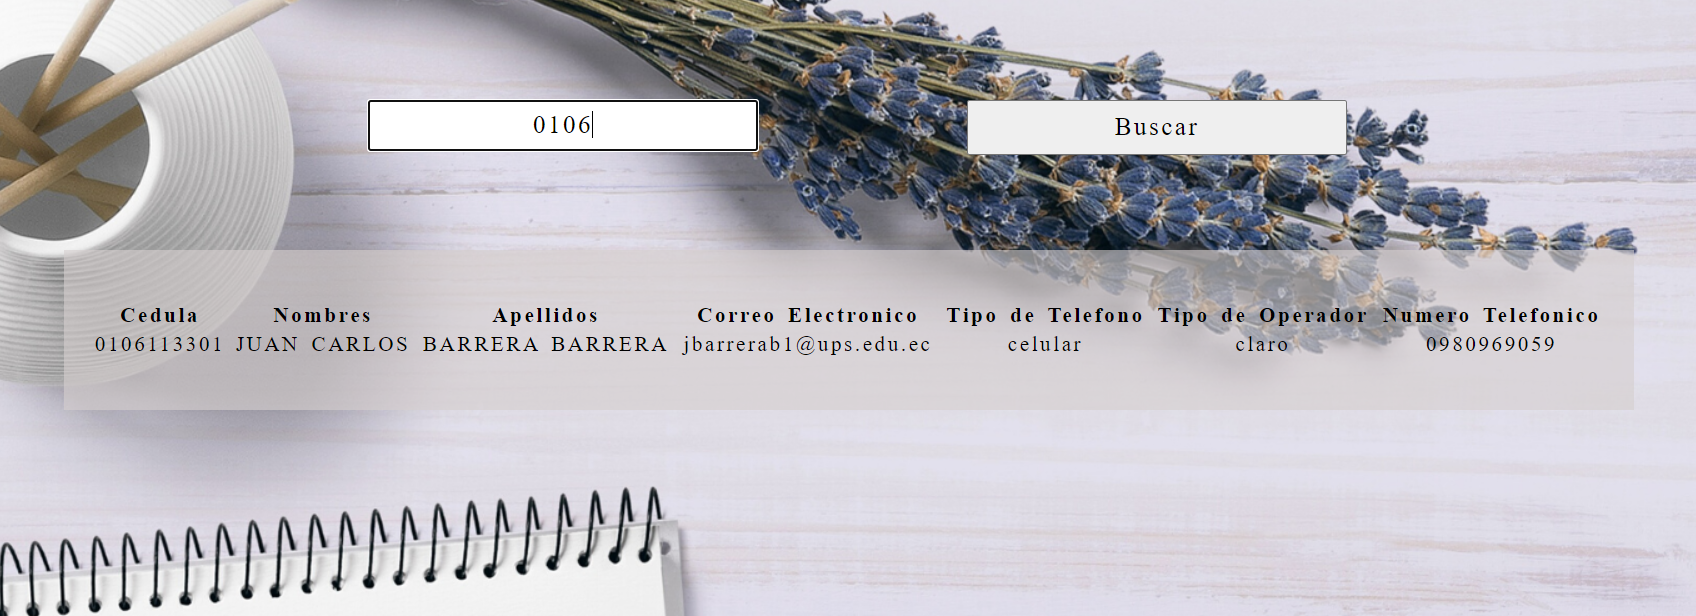 0106
Buscar
Cedula Nombres Apellidos Correo Electronico Tipo de Telefono Tipo de Operador Numero Telefonico
0106113301 JUAN CARLOS BARRERA BARRERA jbarrerab1@ups.edu.ec celular claro 0980969059